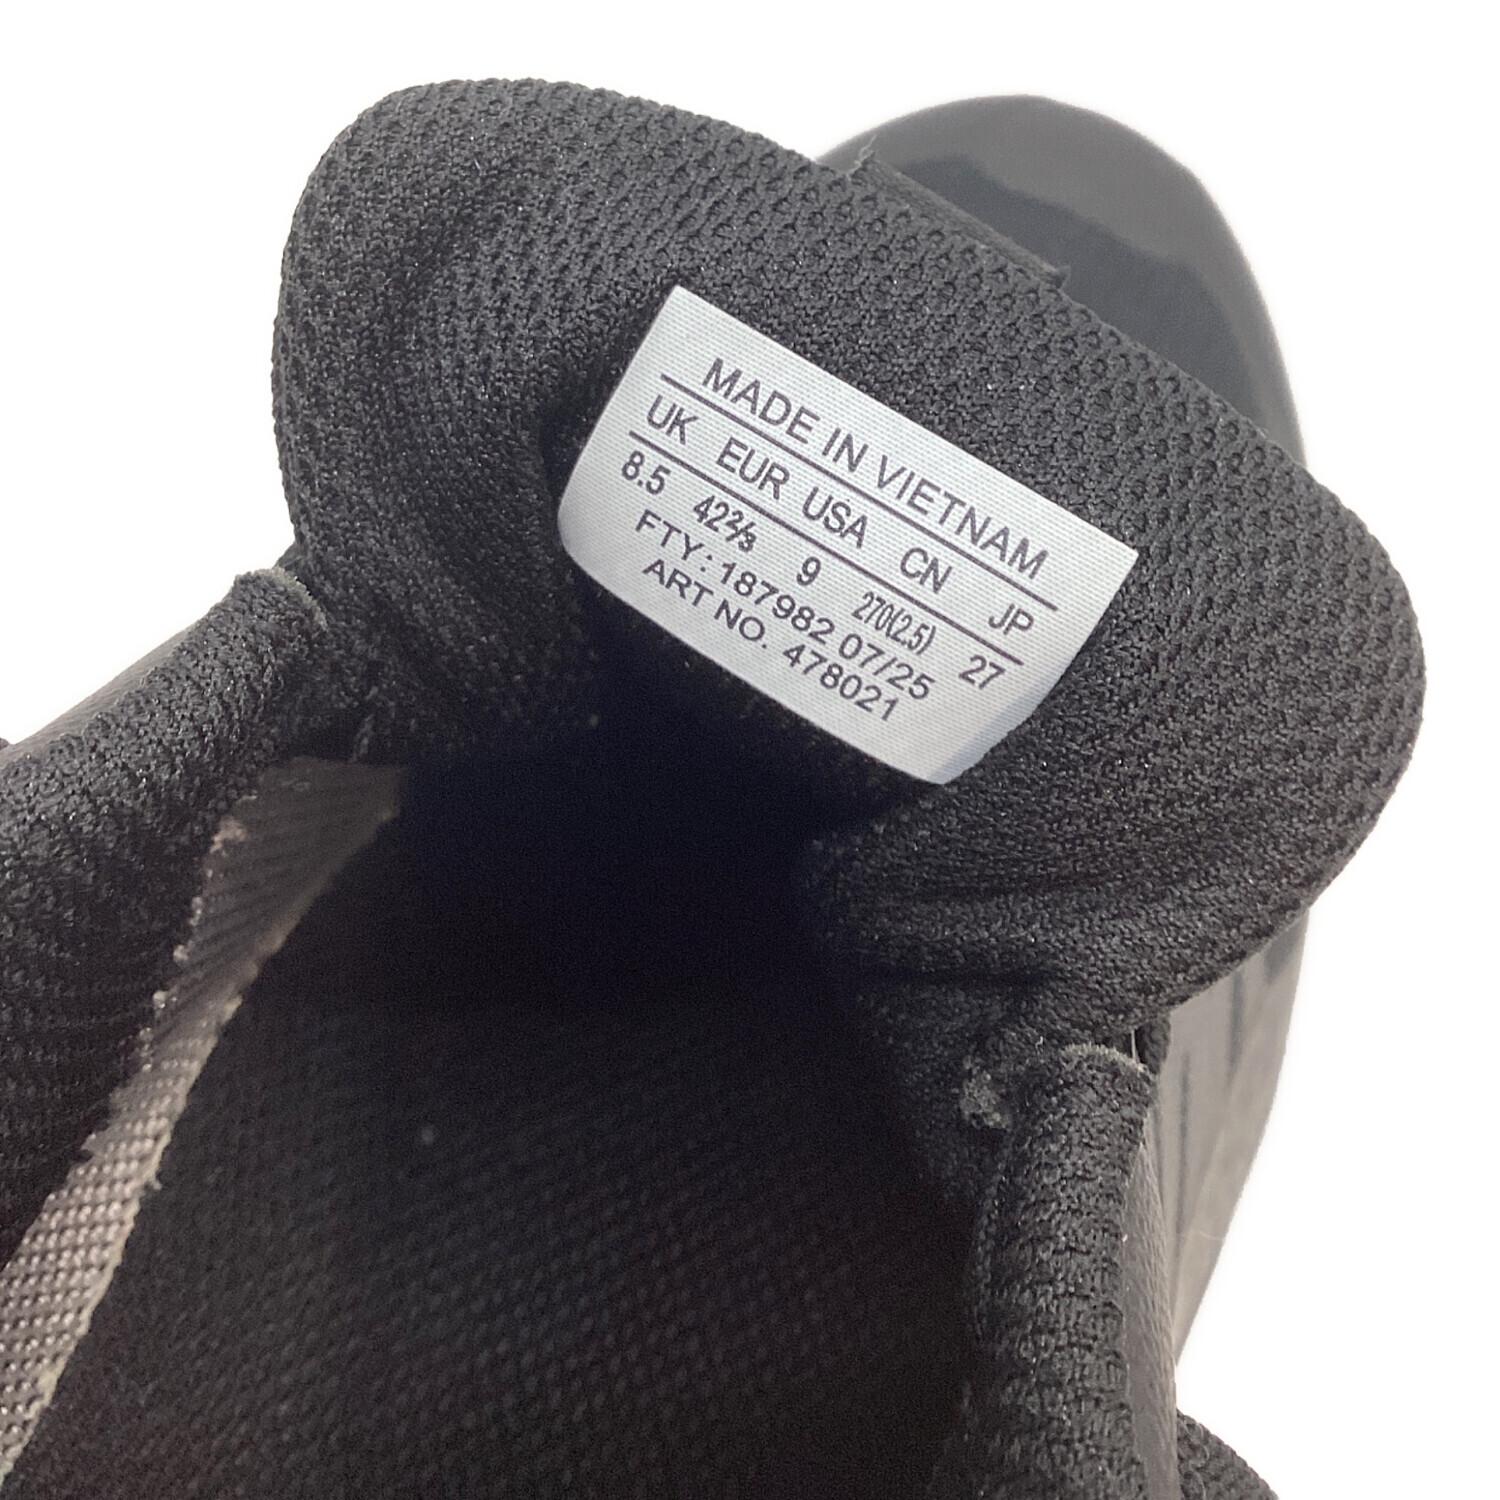 MADE IN VIETNAM
UK EUR USA CN JP
8.5 42⅔ 9 270(2.5) 27
FTY: 187982 07/25
ART NO. 478021